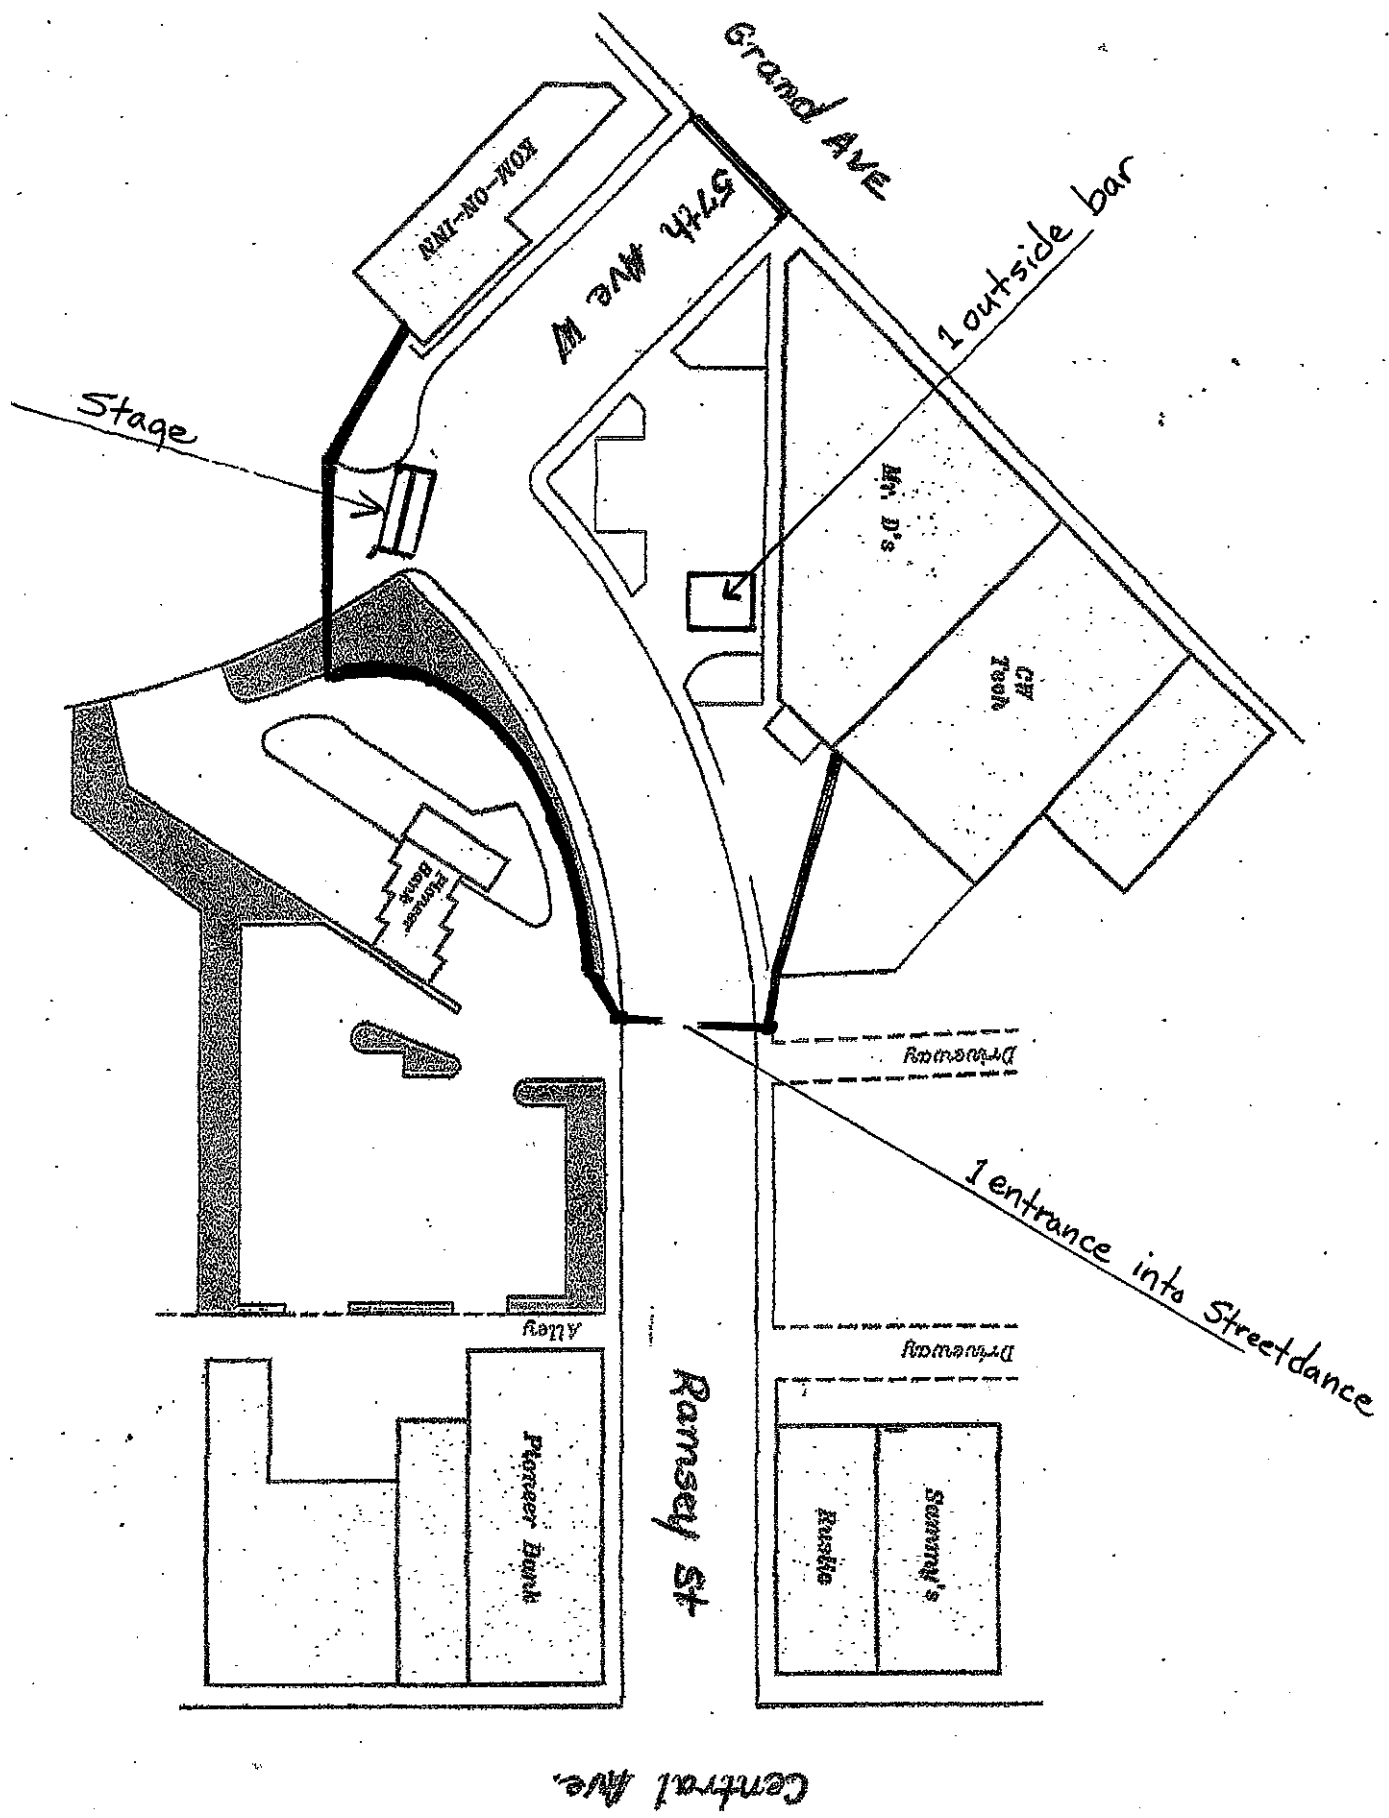 Grand AVE
KOM-ON-INN
57th Ave W
1 outside bar
Stage
Mr. D's
CW
Tech
Pioneer
Bank
Driveway
1 entrance into Streetdance
Alley
Driveway
Ramsey St
Pioneer Bank
Rustic
Sammy's
Central Ave.